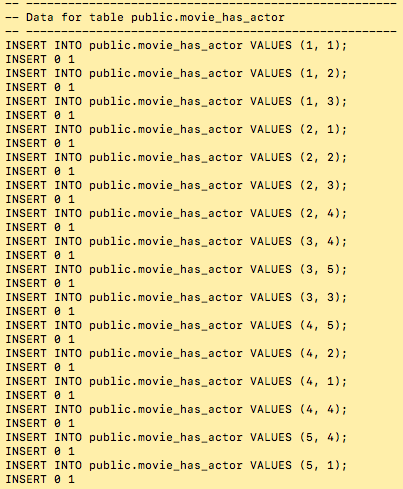 -- -----------------------------------------------------
-- Data for table public.movie_has_actor
-- -----------------------------------------------------
INSERT INTO public.movie_has_actor VALUES (1, 1);
INSERT 0 1
INSERT INTO public.movie_has_actor VALUES (1, 2);
INSERT 0 1
INSERT INTO public.movie_has_actor VALUES (1, 3);
INSERT 0 1
INSERT INTO public.movie_has_actor VALUES (2, 1);
INSERT 0 1
INSERT INTO public.movie_has_actor VALUES (2, 2);
INSERT 0 1
INSERT INTO public.movie_has_actor VALUES (2, 3);
INSERT 0 1
INSERT INTO public.movie_has_actor VALUES (2, 4);
INSERT 0 1
INSERT INTO public.movie_has_actor VALUES (3, 4);
INSERT 0 1
INSERT INTO public.movie_has_actor VALUES (3, 5);
INSERT 0 1
INSERT INTO public.movie_has_actor VALUES (3, 3);
INSERT 0 1
INSERT INTO public.movie_has_actor VALUES (4, 5);
INSERT 0 1
INSERT INTO public.movie_has_actor VALUES (4, 2);
INSERT 0 1
INSERT INTO public.movie_has_actor VALUES (4, 1);
INSERT 0 1
INSERT INTO public.movie_has_actor VALUES (4, 4);
INSERT 0 1
INSERT INTO public.movie_has_actor VALUES (5, 4);
INSERT 0 1
INSERT INTO public.movie_has_actor VALUES (5, 1);
INSERT 0 1